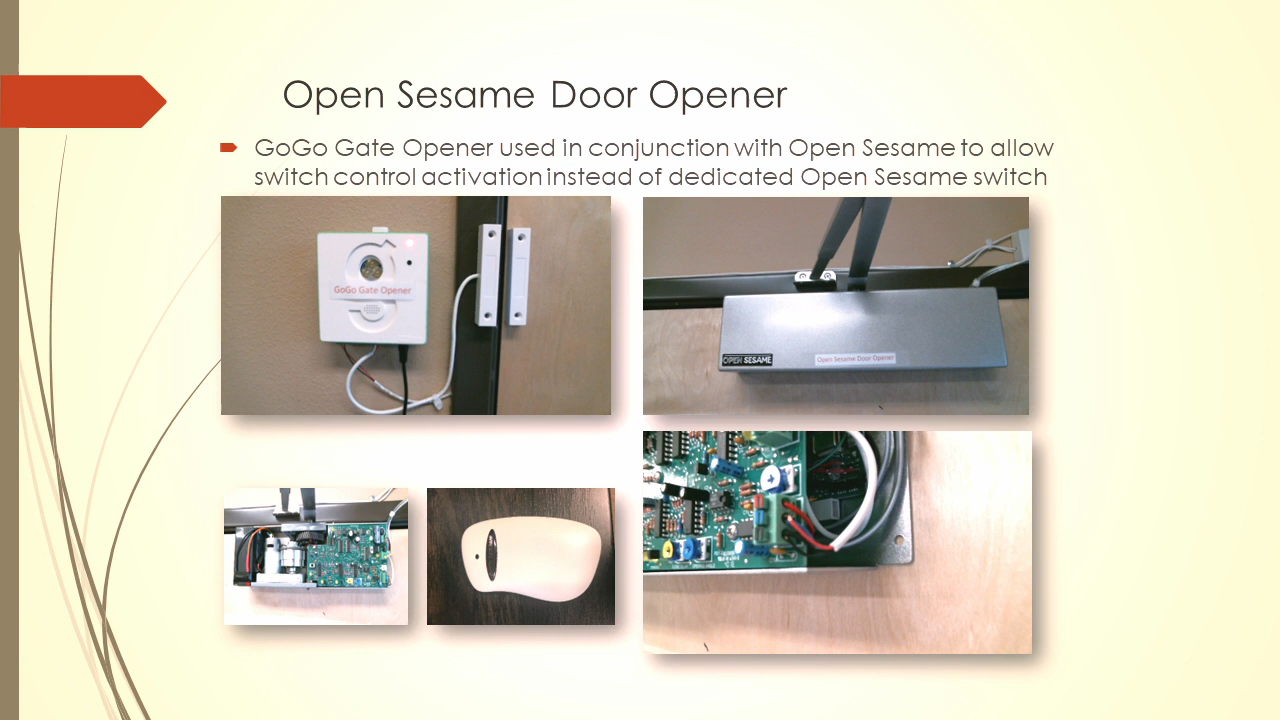 Open Sesame Door Opener
GoGo Gate Opener used in conjunction with Open Sesame to allow
switch control activation instead of dedicated Open Sesame switch
GoGo Gate Opener
OPEN SESAME
Open Sesame Door Opener